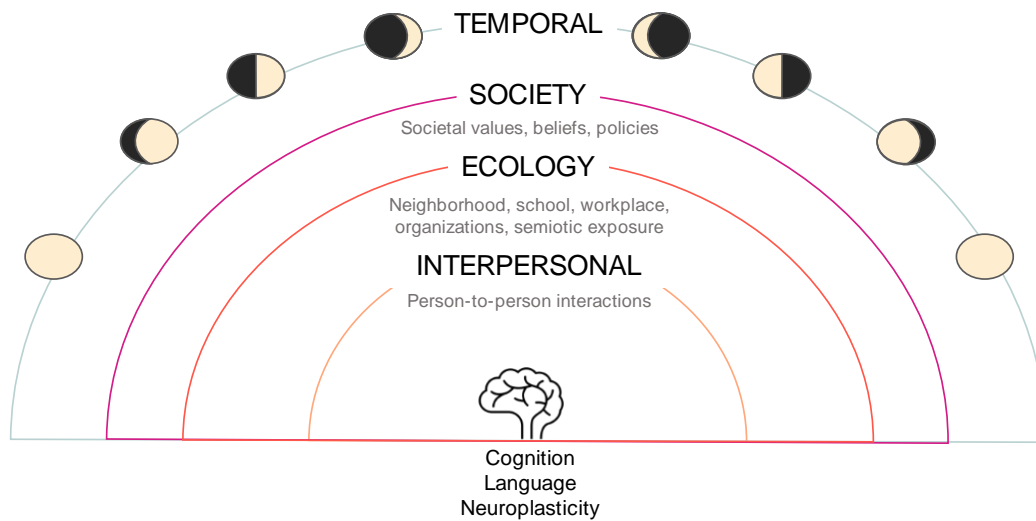 TEMPORAL
SOCIETY
Societal values, beliefs, policies
ECOLOGY
Neighborhood, school, workplace,
organizations, semiotic exposure
INTERPERSONAL
Person-to-person interactions
Cognition
Language
Neuroplasticity